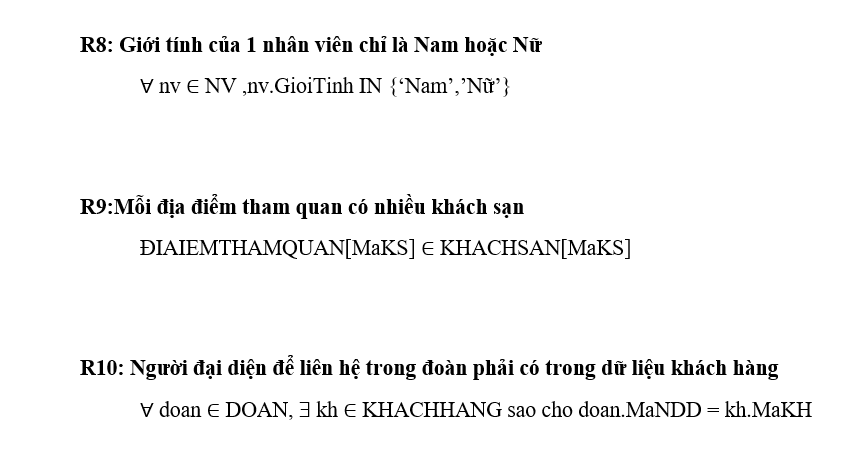 R8: Giới tính của 1 nhân viên chỉ là Nam hoặc Nữ
∀ nv ∈ NV ,nv.GioiTinh IN {‘Nam’,’Nữ’}
R9:Mỗi địa điểm tham quan có nhiều khách sạn
ĐIAIEMTHAMQUAN[MaKS] ∈ KHACHSAN[MaKS]
R10: Người đại diện để liên hệ trong đoàn phải có trong dữ liệu khách hàng
∀ doan ∈ DOAN, ∃ kh ∈ KHACHHANG sao cho doan.MaNDD = kh.MaKH